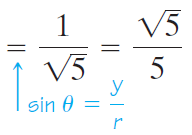 = 1/√5 = √5/5
sin θ = y/r